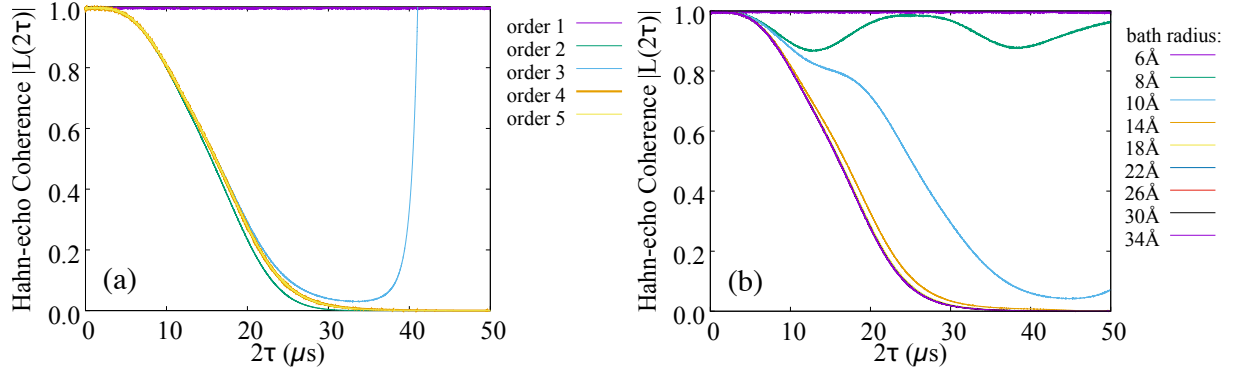 Hahn-echo Coherence |L(2τ)|
1.0
0.8
0.6
0.4
0.2
0.0
0
10
20
30
40
50
2τ (µs)
(a)
order 1
order 2
order 3
order 4
order 5
Hahn-echo Coherence |L(2τ)|
1.0
0.8
0.6
0.4
0.2
0.0
0
10
20
30
40
50
2τ (µs)
(b)
bath radius:
6Å
8Å
10Å
14Å
18Å
22Å
26Å
30Å
34Å